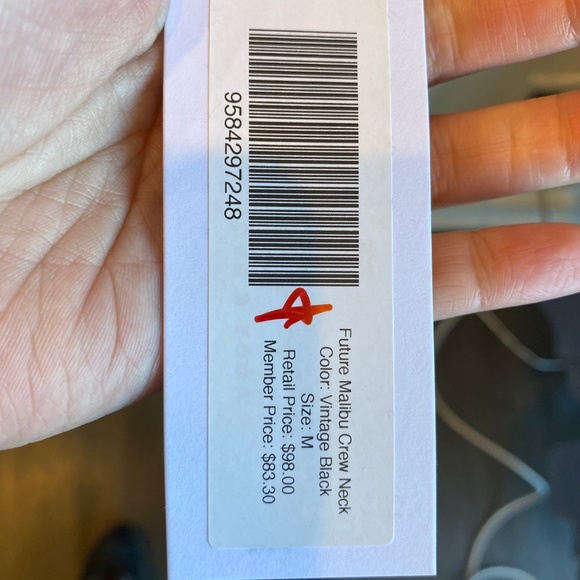 9584297248
Future Malibu Crew Neck
Color: Vintage Black
Size: M
Retail Price: $98.00
Member Price: $83.30